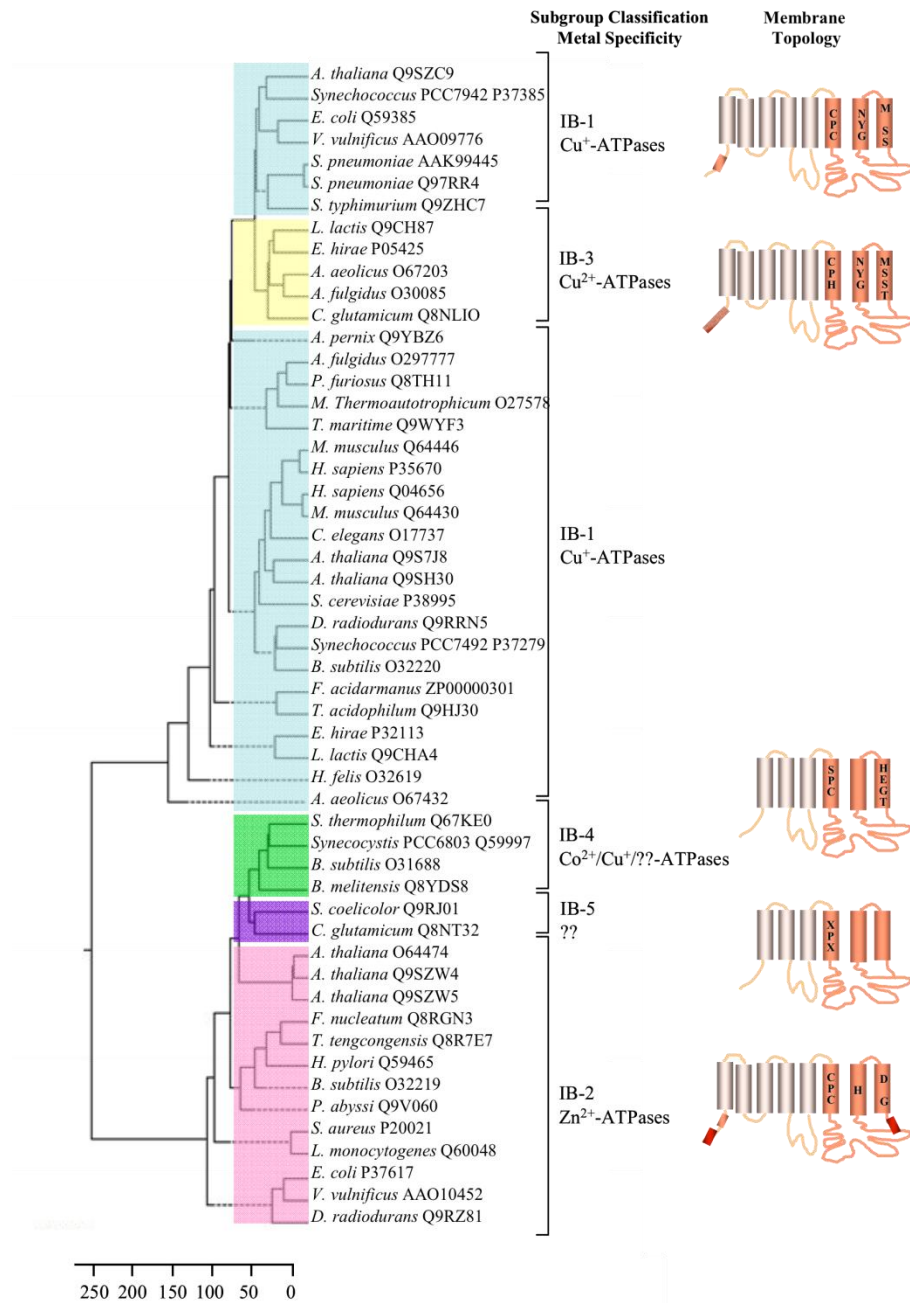 Subgroup Classification
Metal Specificity
Membrane
Topology
A. thaliana Q9SZC9
Synechococcus PCC7942 P37385
E. coli Q59385
V. vulnificus AAO09776
S. pneumoniae AAK99445
S. pneumoniae Q97RR4
S. typhimurium Q9ZHC7
L. lactis Q9CH87
E. hirae P05425
A. aeolicus O67203
A. fulgidus O30085
C. glutamicum Q8NLIO
A. pernix Q9YBZ6
A. fulgidus O297777
P. furiosus Q8TH11
M. Thermoautotrophicum O27578
T. maritime Q9WYF3
M. musculus Q64446
H. sapiens P35670
H. sapiens Q04656
M. musculus Q64430
C. elegans O17737
A. thaliana Q9S7J8
A. thaliana Q9SH30
S. cerevisiae P38995
D. radiodurans Q9RRN5
Synechococcus PCC7492 P37279
B. subtilis O32220
F. acidarmanus ZP00000301
T. acidophilum Q9HJ30
E. hirae P32113
L. lactis Q9CHA4
H. felis O32619
A. aeolicus O67432
S. thermophilum Q67KE0
Synecocystis PCC6803 Q59997
B. subtilis O31688
B. melitensis Q8YDS8
S. coelicolor Q9RJ01
C. glutamicum Q8NT32
A. thaliana O64474
A. thaliana Q9SZW4
A. thaliana Q9SZW5
F. nucleatum Q8RGN3
T. tengcongensis Q8R7E7
H. pylori Q59465
B. subtilis O32219
P. abyssi Q9V060
S. aureus P20021
L. monocytogenes Q60048
E. coli P37617
V. vulnificus AAO10452
D. radiodurans Q9RZ81
IB-1
Cu⁺-ATPases
IB-3
Cu²⁺-ATPases
IB-1
Cu⁺-ATPases
IB-4
Co²⁺/Cu⁺/??-ATPases
IB-5
??
IB-2
Zn²⁺-ATPases
CPC NYG M SS
CPH NYG MSST
SPC HEGT
XPX
CPC H DG
250 200 150 100 50 0